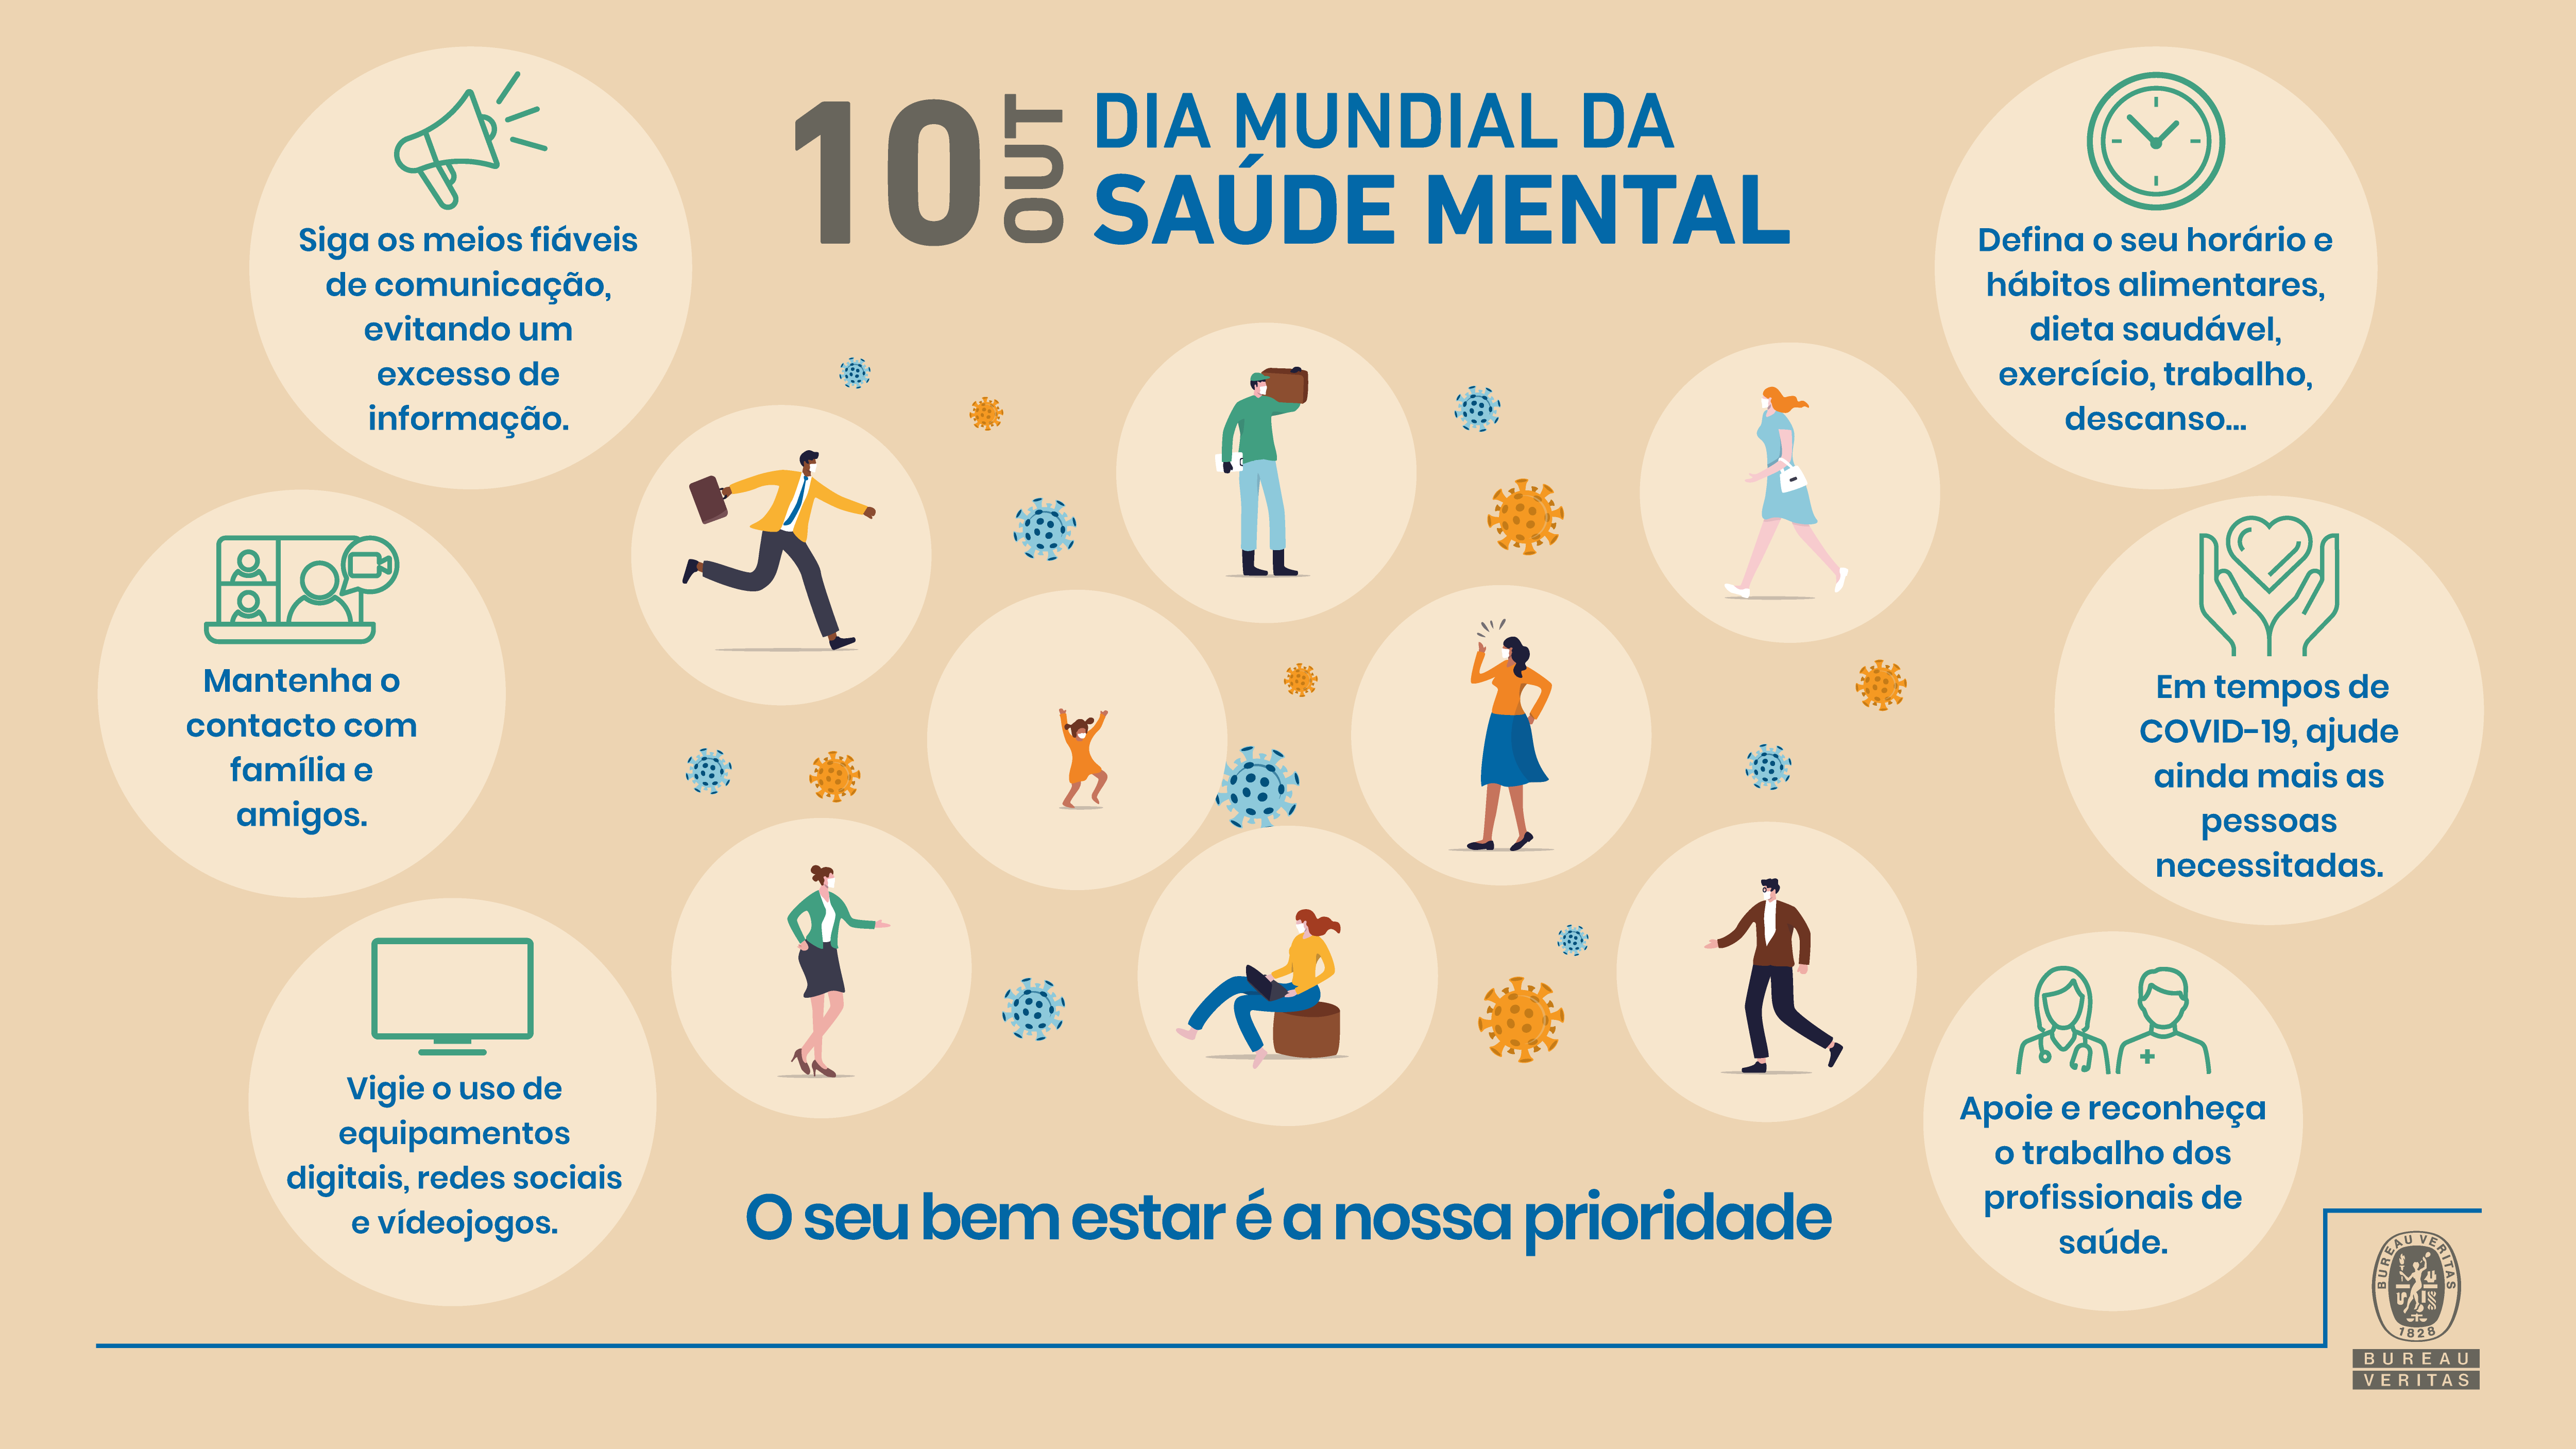 10 OUT
DIA MUNDIAL DA
SAÚDE MENTAL
Siga os meios fiáveis
de comunicação,
evitando um
excesso de
informação.
Mantenha o
contacto com
família e
amigos.
Vigie o uso de
equipamentos
digitais, redes sociais
e vídeojogos.
Defina o seu horário e
hábitos alimentares,
dieta saudável,
exercício, trabalho,
descanso...
Em tempos de
COVID-19, ajude
ainda mais as
pessoas
necessitadas.
Apoie e reconheça
o trabalho dos
profissionais de
saúde.
O seu bem estar é a nossa prioridade
BUREAU VERITAS
1828
BUREAU
VERITAS